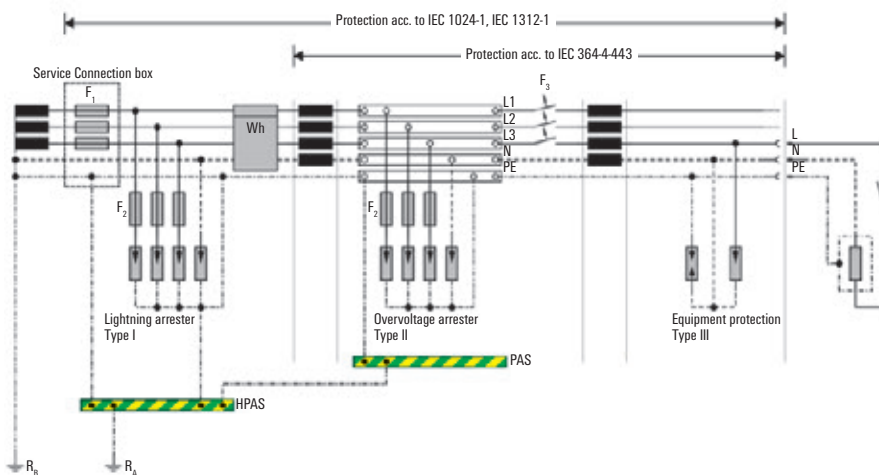 Protection acc. to IEC 1024-1, IEC 1312-1
Protection acc. to IEC 364-4-443
Service Connection box
F1
F3
L1
L2
L3
N
PE
Wh
L
N
PE
F2
F2
Lightning arrester
Type I
Overvoltage arrester
Type II
Equipment protection
Type III
PAS
HPAS
RB
RA